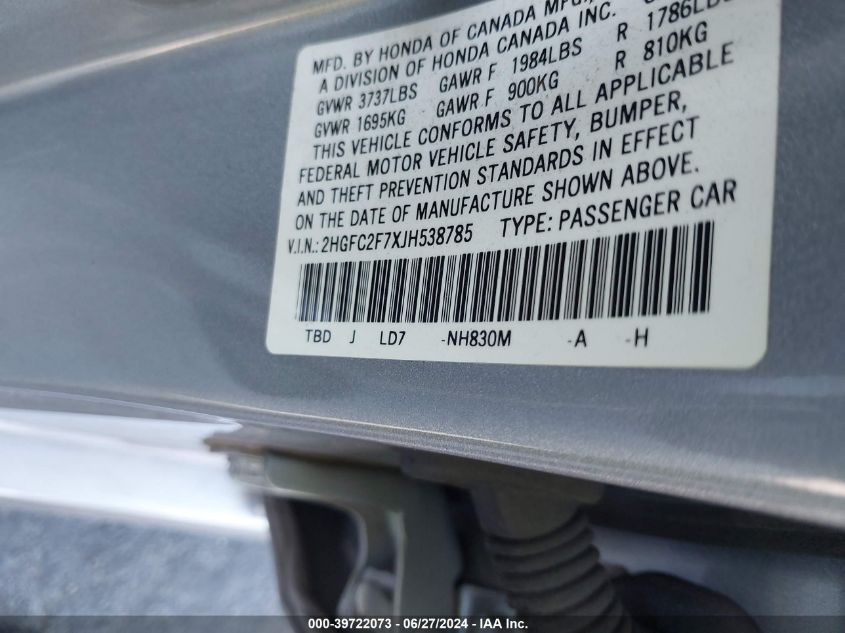 MFD. BY HONDA OF CANADA MFG.,
A DIVISION OF HONDA CANADA INC.
GVWR 3737LBS GAWR F 1984LBS R 1786LBS
GVWR 1695KG GAWR F 900KG R 810KG
THIS VEHICLE CONFORMS TO ALL APPLICABLE
FEDERAL MOTOR VEHICLE SAFETY, BUMPER,
AND THEFT PREVENTION STANDARDS IN EFFECT
ON THE DATE OF MANUFACTURE SHOWN ABOVE.
V.I.N.: 2HGFC2F7XJH538785 TYPE: PASSENGER CAR
TBD J LD7 -NH830M -A -H
000-39722073 - 06/27/2024 - IAA Inc.